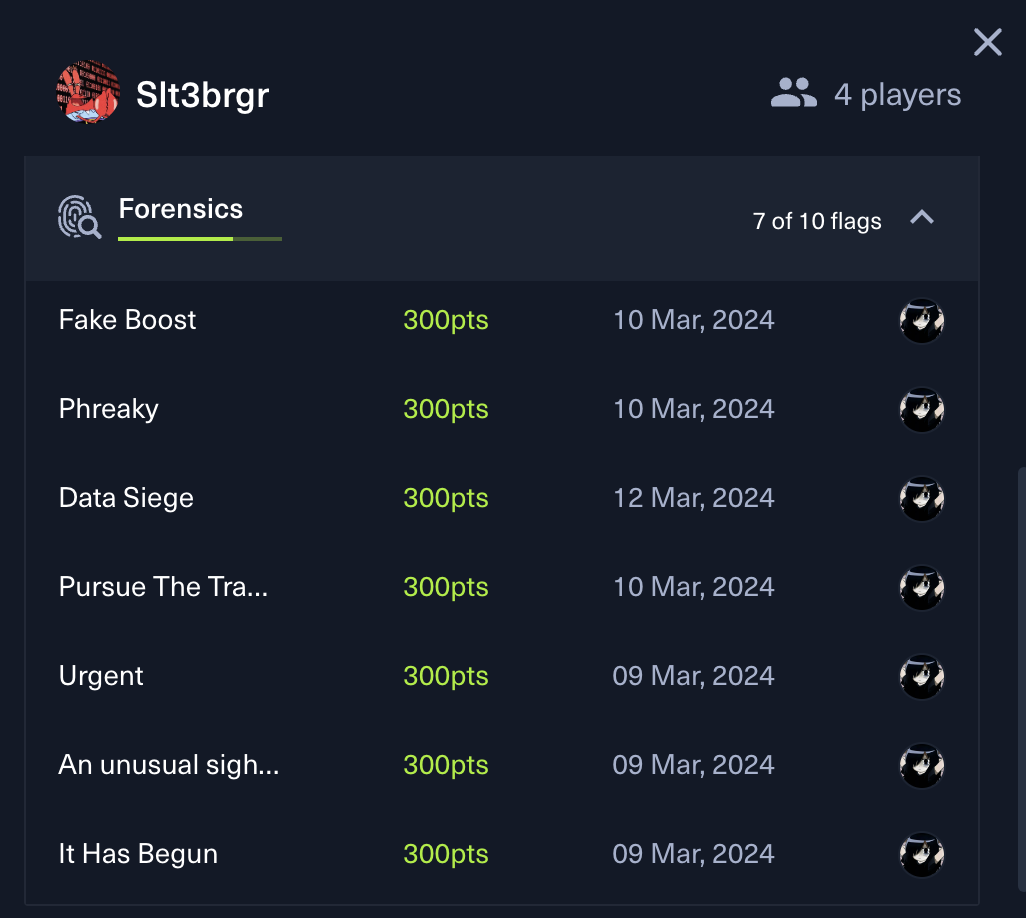 Slt3brgr
4 players
Forensics
7 of 10 flags
Fake Boost 300pts 10 Mar, 2024
Phreaky 300pts 10 Mar, 2024
Data Siege 300pts 12 Mar, 2024
Pursue The Tra... 300pts 10 Mar, 2024
Urgent 300pts 09 Mar, 2024
An unusual sigh... 300pts 09 Mar, 2024
It Has Begun 300pts 09 Mar, 2024